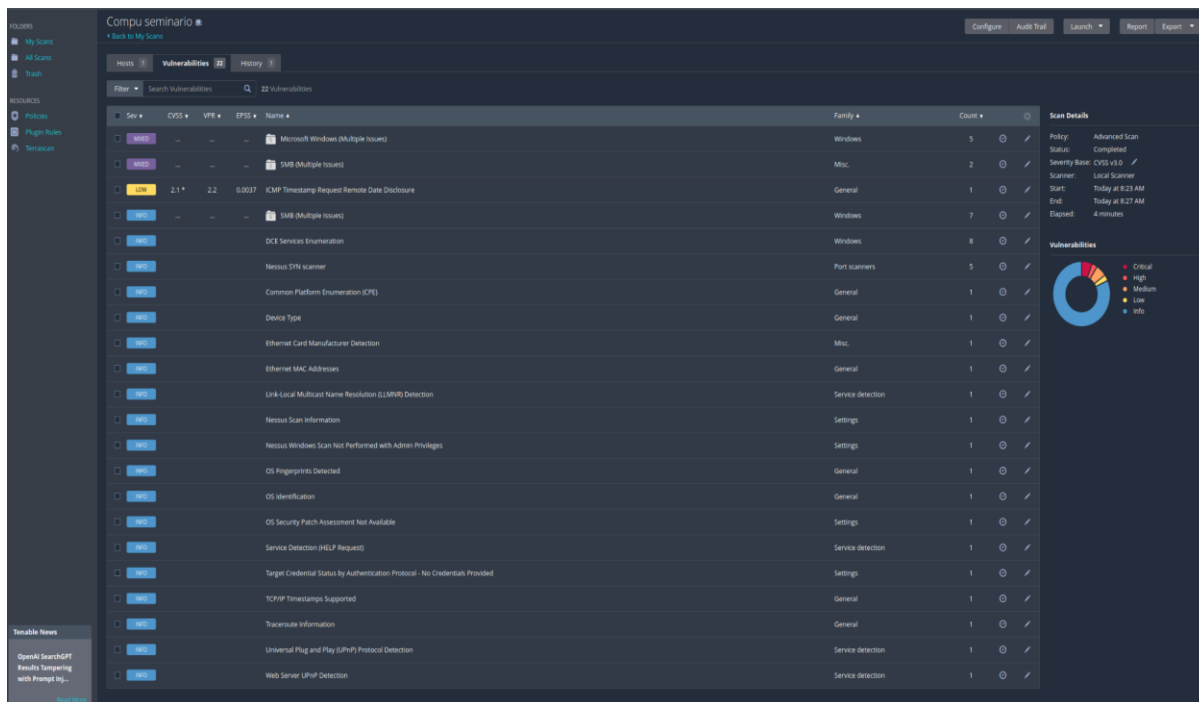 FOLDERS
My Scans
All Scans
Trash
RESOURCES
Policies
Plugin Rules
Terrascan
Tenable News
OpenAI SearchGPT
Results Tampering
with Prompt Inj...
Read More
Compu seminario
Back to My Scans
Configure Audit Trail Launch Report Export
Hosts 1 Vulnerabilities 22 History 1
Filter Search Vulnerabilities 22 Vulnerabilities
Sev CVSS VPR EPSS Name Family Count
MIXED ... ... ... Microsoft Windows (Multiple Issues) Windows 5
MIXED ... ... ... SMB (Multiple Issues) Misc. 2
LOW 2.1 * 2.2 0.0037 ICMP Timestamp Request Remote Date Disclosure General 1
INFO ... ... ... SMB (Multiple Issues) Windows 7
INFO DCE Services Enumeration Windows 8
INFO Nessus SYN scanner Port scanners 5
INFO Common Platform Enumeration (CPE) General 1
INFO Device Type General 1
INFO Ethernet Card Manufacturer Detection Misc. 1
INFO Ethernet MAC Addresses General 1
INFO Link-Local Multicast Name Resolution (LLMNR) Detection Service detection 1
INFO Nessus Scan Information Settings 1
INFO Nessus Windows Scan Not Performed with Admin Privileges Settings 1
INFO OS Fingerprints Detected General 1
INFO OS Identification General 1
INFO OS Security Patch Assessment Not Available Settings 1
INFO Service Detection (HELP Request) Service detection 1
INFO Target Credential Status by Authentication Protocol - No Credentials Provided Settings 1
INFO TCP/IP Timestamps Supported General 1
INFO Traceroute Information General 1
INFO Universal Plug and Play (UPnP) Protocol Detection Service detection 1
INFO Web Server UPnP Detection Service detection 1
Scan Details
Policy: Advanced Scan
Status: Completed
Severity Base: CVSS v3.0
Scanner: Local Scanner
Start: Today at 8:23 AM
End: Today at 8:27 AM
Elapsed: 4 minutes
Vulnerabilities
Critical
High
Medium
Low
Info